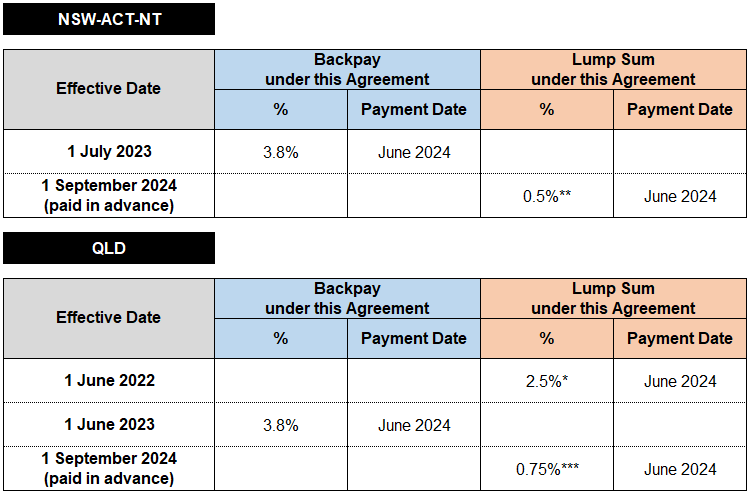 NSW-ACT-NT
Effective Date
Backpay
under this Agreement
Lump Sum
under this Agreement
%
Payment Date
%
Payment Date
1 July 2023
3.8%
June 2024
1 September 2024
(paid in advance)
0.5%**
June 2024
QLD
Effective Date
Backpay
under this Agreement
Lump Sum
under this Agreement
%
Payment Date
%
Payment Date
1 June 2022
2.5%*
June 2024
1 June 2023
3.8%
June 2024
1 September 2024
(paid in advance)
0.75%***
June 2024